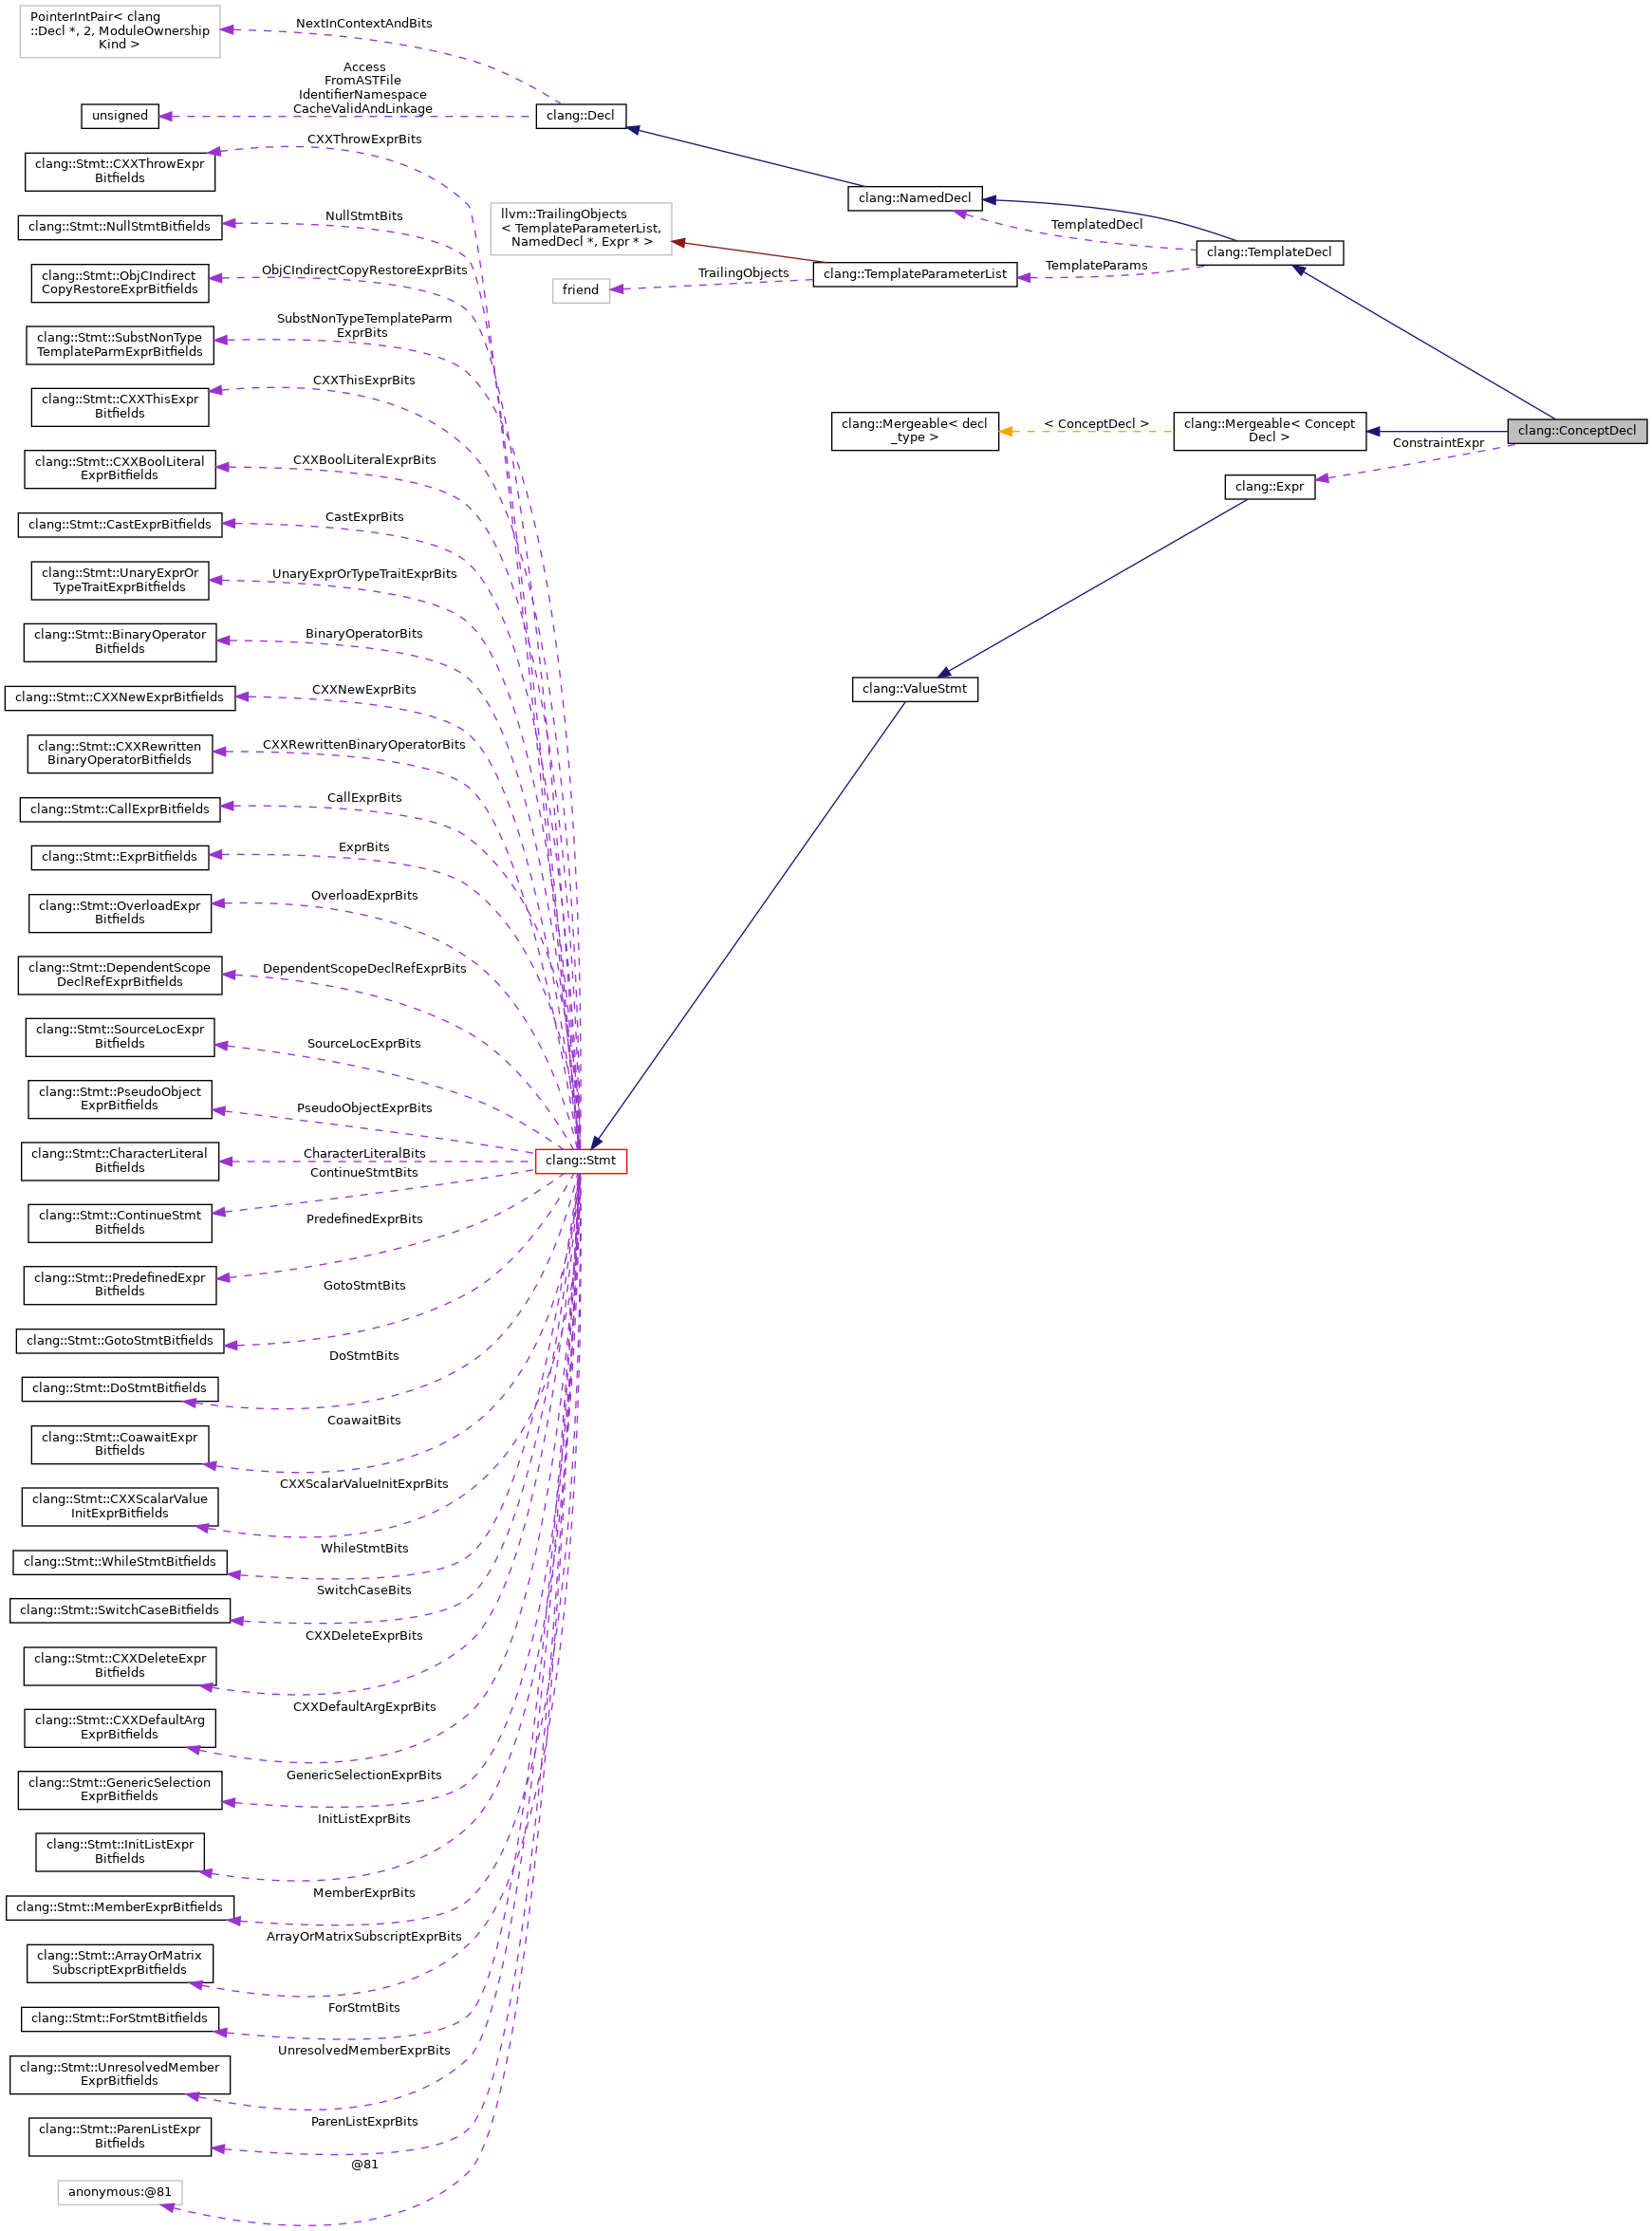 PointerIntPair< clang
::Decl *, 2, ModuleOwnership
Kind >
NextInContextAndBits
Access
FromASTFile
IdentifierNamespace
CacheValidAndLinkage
unsigned
clang::Decl
CXXThrowExprBits
clang::Stmt::CXXThrowExpr
Bitfields
clang::NamedDecl
llvm::TrailingObjects
< TemplateParameterList,
NamedDecl *, Expr * >
NullStmtBits
clang::Stmt::NullStmtBitfields
TemplatedDecl
clang::TemplateDecl
TemplateParams
clang::TemplateParameterList
TrailingObjects
friend
ObjCIndirectCopyRestoreExprBits
clang::Stmt::ObjCIndirect
CopyRestoreExprBitfields
SubstNonTypeTemplateParm
ExprBits
clang::Stmt::SubstNonType
TemplateParmExprBitfields
CXXThisExprBits
clang::Stmt::CXXThisExpr
Bitfields
clang::Mergeable< decl
_type >
< ConceptDecl >
clang::Mergeable< Concept
Decl >
clang::ConceptDecl
ConstraintExpr
clang::Expr
CXXBoolLiteralExprBits
clang::Stmt::CXXBoolLiteral
ExprBitfields
CastExprBits
clang::Stmt::CastExprBitfields
UnaryExprOrTypeTraitExprBits
clang::Stmt::UnaryExprOr
TypeTraitExprBitfields
BinaryOperatorBits
clang::Stmt::BinaryOperator
Bitfields
CXXNewExprBits
clang::Stmt::CXXNewExprBitfields
clang::ValueStmt
CXXRewrittenBinaryOperatorBits
clang::Stmt::CXXRewritten
BinaryOperatorBitfields
CallExprBits
clang::Stmt::CallExprBitfields
ExprBits
clang::Stmt::ExprBitfields
OverloadExprBits
clang::Stmt::OverloadExpr
Bitfields
DependentScopeDeclRefExprBits
clang::Stmt::DependentScope
DeclRefExprBitfields
SourceLocExprBits
clang::Stmt::SourceLocExpr
Bitfields
PseudoObjectExprBits
clang::Stmt::PseudoObject
ExprBitfields
CharacterLiteralBits
clang::Stmt::CharacterLiteral
Bitfields
clang::Stmt
ContinueStmtBits
clang::Stmt::ContinueStmt
Bitfields
PredefinedExprBits
clang::Stmt::PredefinedExpr
Bitfields
GotoStmtBits
clang::Stmt::GotoStmtBitfields
DoStmtBits
clang::Stmt::DoStmtBitfields
CoawaitBits
clang::Stmt::CoawaitExpr
Bitfields
CXXScalarValueInitExprBits
clang::Stmt::CXXScalarValue
InitExprBitfields
WhileStmtBits
clang::Stmt::WhileStmtBitfields
SwitchCaseBits
clang::Stmt::SwitchCaseBitfields
CXXDeleteExprBits
clang::Stmt::CXXDeleteExpr
Bitfields
CXXDefaultArgExprBits
clang::Stmt::CXXDefaultArg
ExprBitfields
GenericSelectionExprBits
clang::Stmt::GenericSelection
ExprBitfields
InitListExprBits
clang::Stmt::InitListExpr
Bitfields
MemberExprBits
clang::Stmt::MemberExprBitfields
ArrayOrMatrixSubscriptExprBits
clang::Stmt::ArrayOrMatrix
SubscriptExprBitfields
ForStmtBits
clang::Stmt::ForStmtBitfields
UnresolvedMemberExprBits
clang::Stmt::UnresolvedMember
ExprBitfields
ParenListExprBits
clang::Stmt::ParenListExpr
Bitfields
@81
anonymous:@81